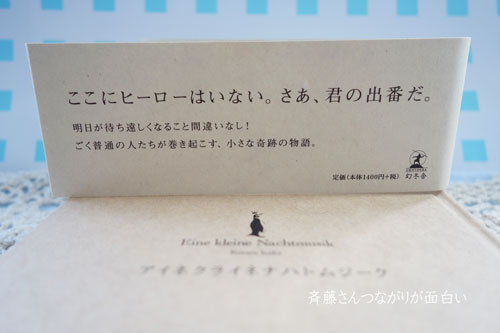 ここにヒーローはいない。さあ、君の出番だ。
明日が待ち遠しくなること間違いなし！
ごく普通の人たちが巻き起こす、小さな奇跡の物語。
定価（本体1400円+税）
GENTOSHA
幻冬舎
Eine kleine Nachtmusik
Kotaro Isaka
アイネクライネナハトムジーク
斉藤さんつながりが面白い